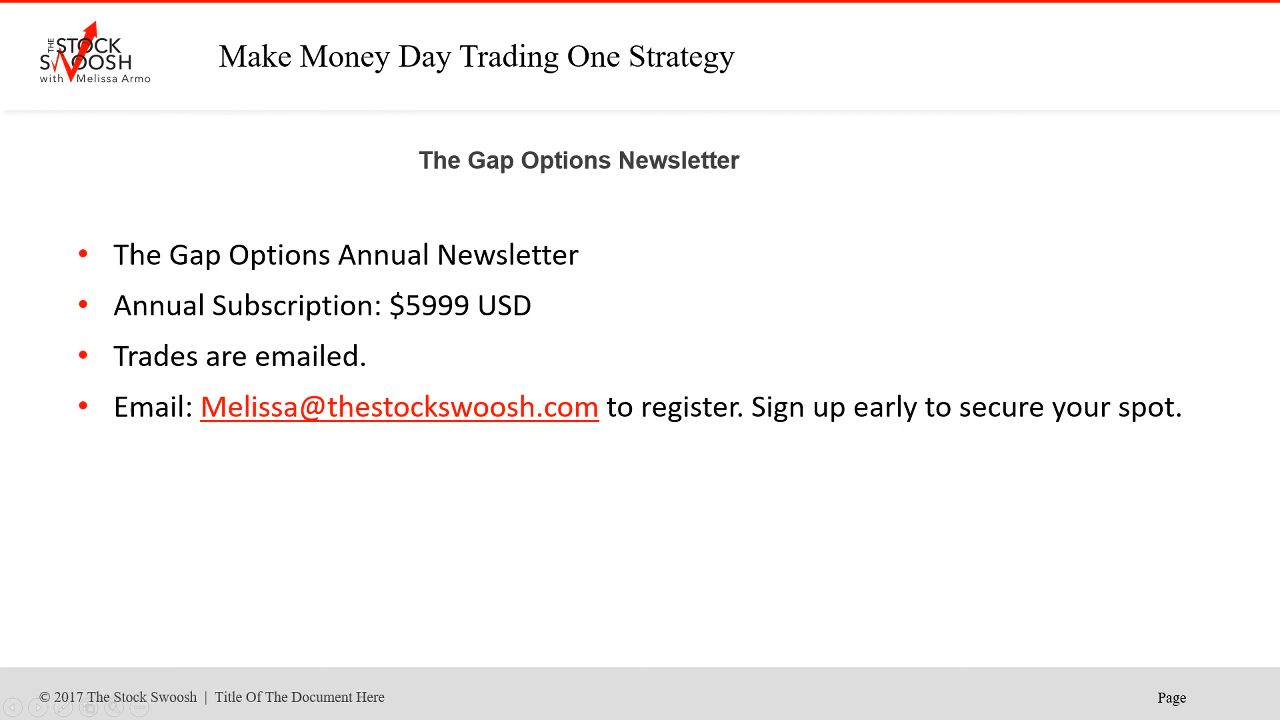 THE STOCK
SWOOSH
with Melissa Armo
Make Money Day Trading One Strategy
The Gap Options Newsletter
• The Gap Options Annual Newsletter
• Annual Subscription: $5999 USD
• Trades are emailed.
• Email: Melissa@thestockswoosh.com to register. Sign up early to secure your spot.
© 2017 The Stock Swoosh | Title Of The Document Here
Page